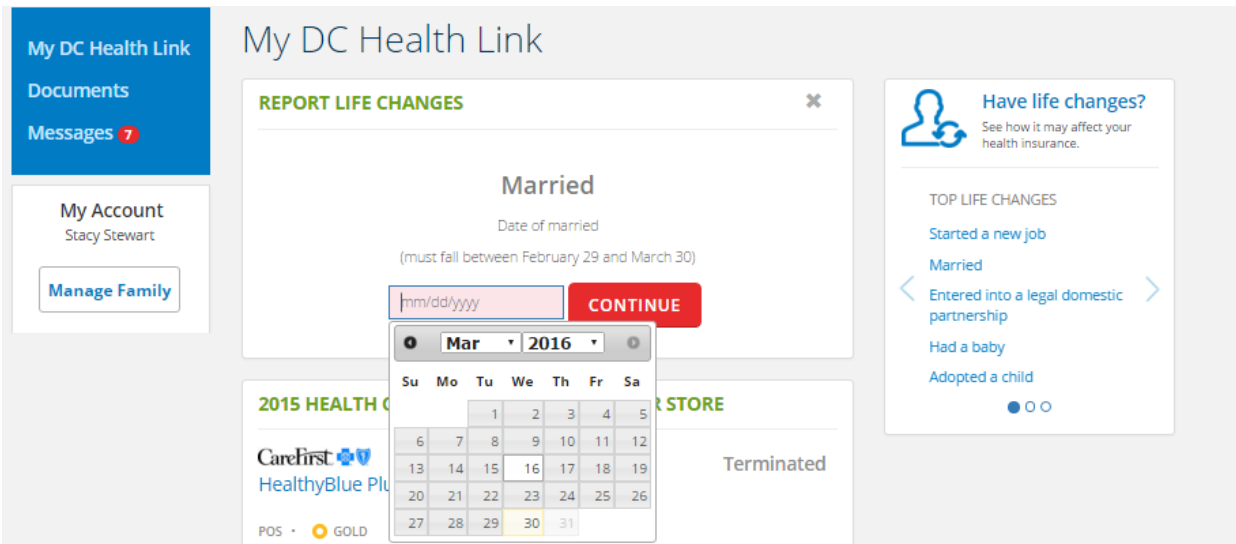 My DC Health Link
Documents
Messages 7
My Account
Stacy Stewart
Manage Family
My DC Health Link
REPORT LIFE CHANGES
Married
Date of married
(must fall between February 29 and March 30)
mm/dd/yyyy
CONTINUE
Mar 2016
Su Mo Tu We Th Fr Sa
1 2 3 4 5
6 7 8 9 10 11 12
13 14 15 16 17 18 19
20 21 22 23 24 25 26
27 28 29 30 31
2015 HEALTH R STORE
CareFirst
HealthyBlue Plu
Terminated
POS · GOLD
Have life changes?
See how it may affect your
health insurance.
TOP LIFE CHANGES
Started a new job
Married
Entered into a legal domestic
partnership
Had a baby
Adopted a child